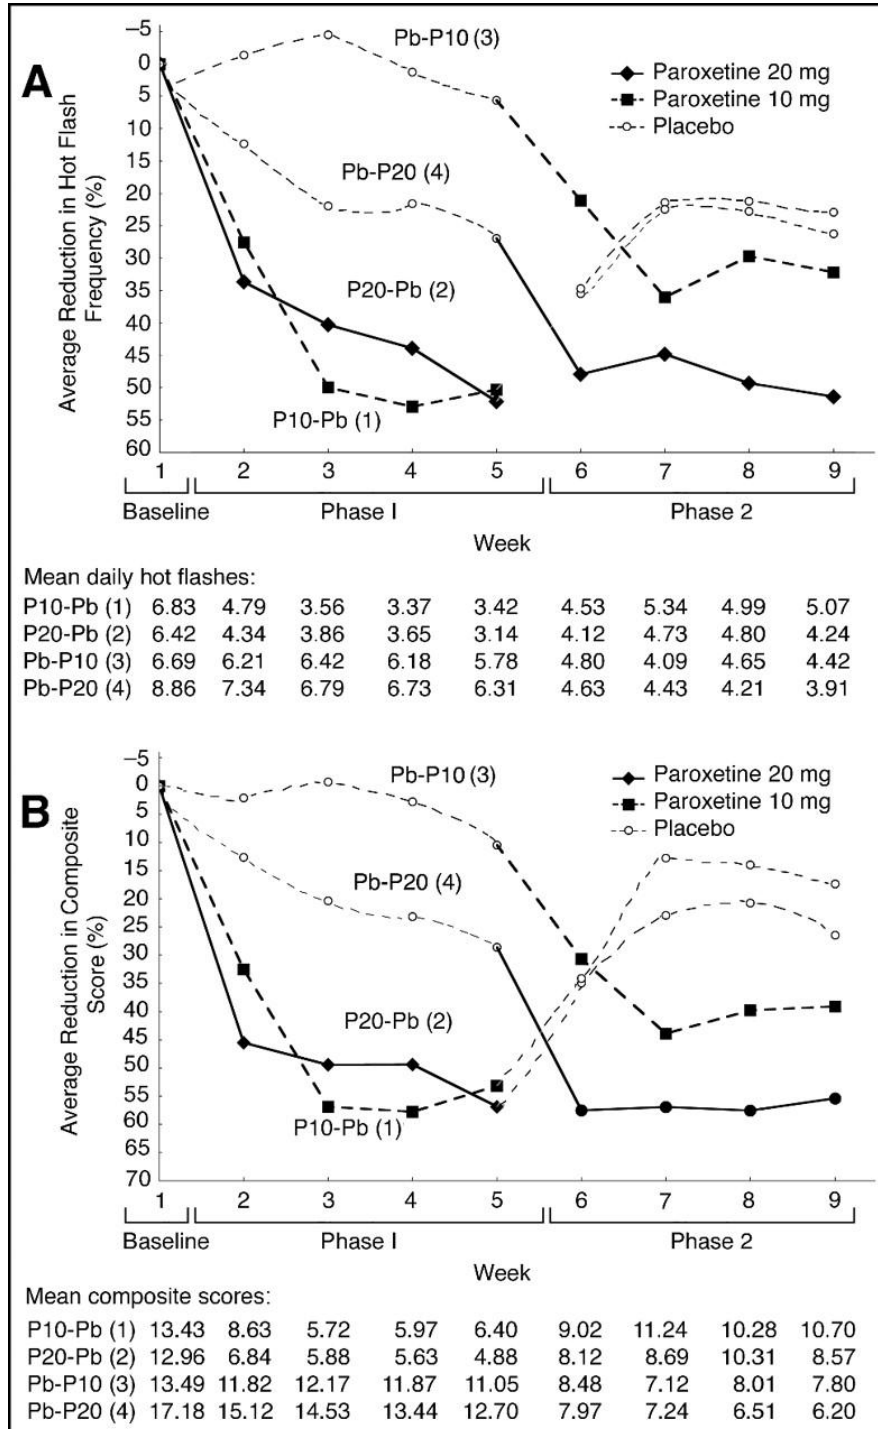 A
Average Reduction in Hot Flash
Frequency (%)
–5
0
5
10
15
20
25
30
35
40
45
50
55
60
Pb-P10 (3)
Pb-P20 (4)
P20-Pb (2)
P10-Pb (1)
Paroxetine 20 mg
Paroxetine 10 mg
Placebo
1 2 3 4 5 6 7 8 9
Baseline Phase I Phase 2
Week
Mean daily hot flashes:
P10-Pb (1) 6.83 4.79 3.56 3.37 3.42 4.53 5.34 4.99 5.07
P20-Pb (2) 6.42 4.34 3.86 3.65 3.14 4.12 4.73 4.80 4.24
Pb-P10 (3) 6.69 6.21 6.42 6.18 5.78 4.80 4.09 4.65 4.42
Pb-P20 (4) 8.86 7.34 6.79 6.73 6.31 4.63 4.43 4.21 3.91
B
Average Reduction in Composite
Score (%)
–5
0
5
10
15
20
25
30
35
40
45
50
55
60
65
70
Pb-P10 (3)
Pb-P20 (4)
P20-Pb (2)
P10-Pb (1)
Paroxetine 20 mg
Paroxetine 10 mg
Placebo
1 2 3 4 5 6 7 8 9
Baseline Phase I Phase 2
Week
Mean composite scores:
P10-Pb (1) 13.43 8.63 5.72 5.97 6.40 9.02 11.24 10.28 10.70
P20-Pb (2) 12.96 6.84 5.88 5.63 4.88 8.12 8.69 10.31 8.57
Pb-P10 (3) 13.49 11.82 12.17 11.87 11.05 8.48 7.12 8.01 7.80
Pb-P20 (4) 17.18 15.12 14.53 13.44 12.70 7.97 7.24 6.51 6.20